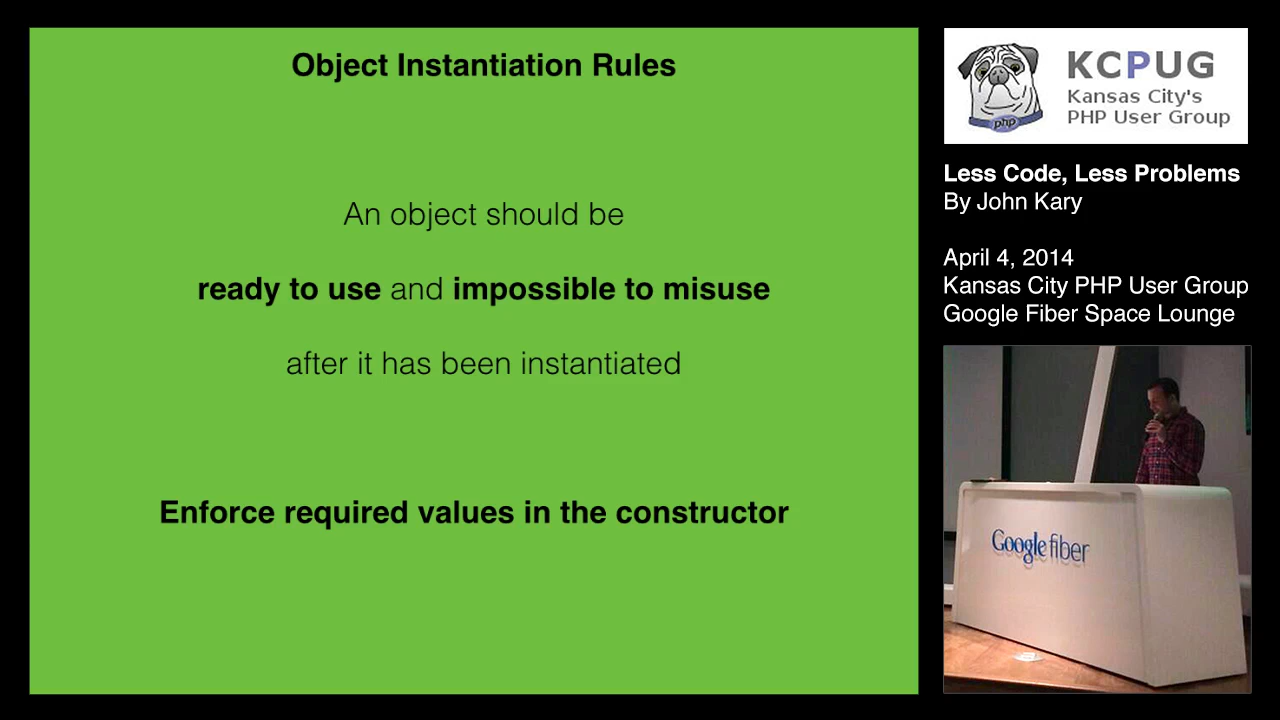 Object Instantiation Rules
An object should be
ready to use and impossible to misuse
after it has been instantiated
Enforce required values in the constructor
KCPUG
Kansas City's
PHP User Group
php
Less Code, Less Problems
By John Kary
April 4, 2014
Kansas City PHP User Group
Google Fiber Space Lounge
Google fiber